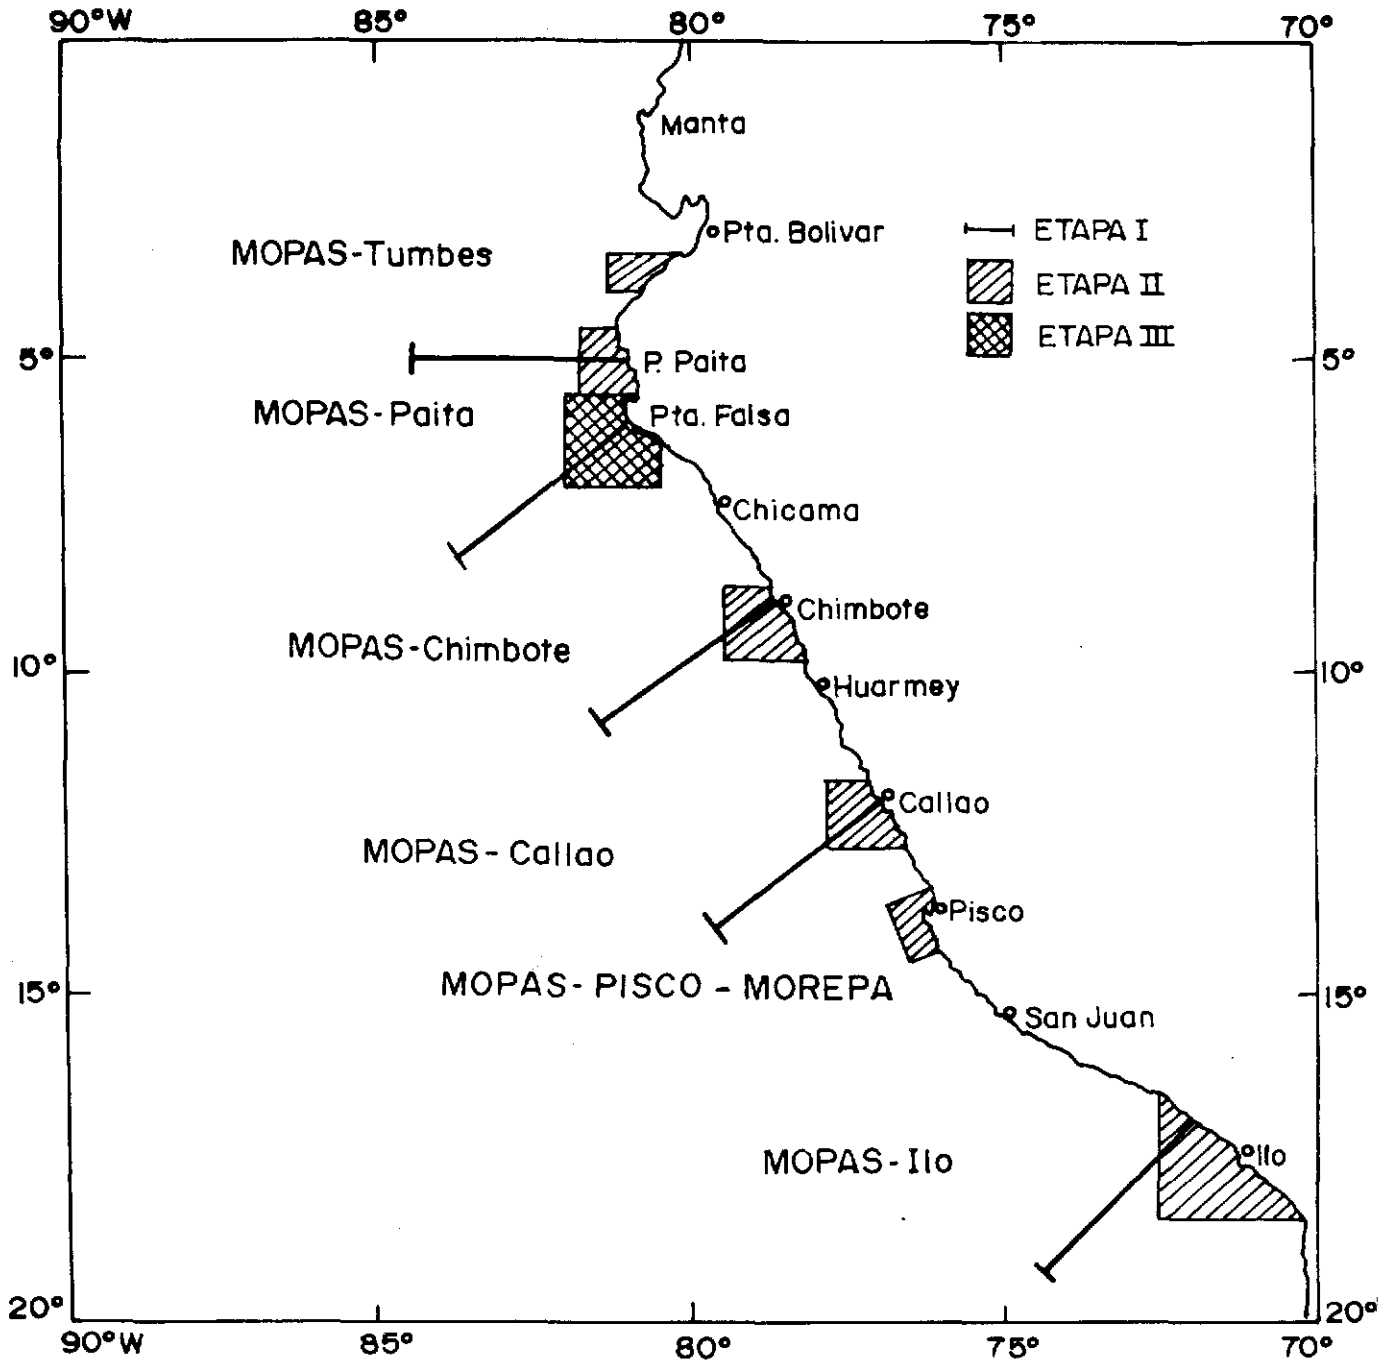 90°W 85° 80° 75° 70°
Manta
Pta. Bolivar
MOPAS-Tumbes
ETAPA I
ETAPA II
ETAPA III
5° P. Paita 5°
MOPAS-Paita
Pta. Falsa
Chicama
Chimbote
MOPAS-Chimbote
10° Huarmey 10°
Callao
MOPAS-Callao
Pisco
MOPAS-PISCO-MOREPA
15° 15°
San Juan
MOPAS-Ilo
Ilo
20° 20°
90°W 85° 80° 75° 70°